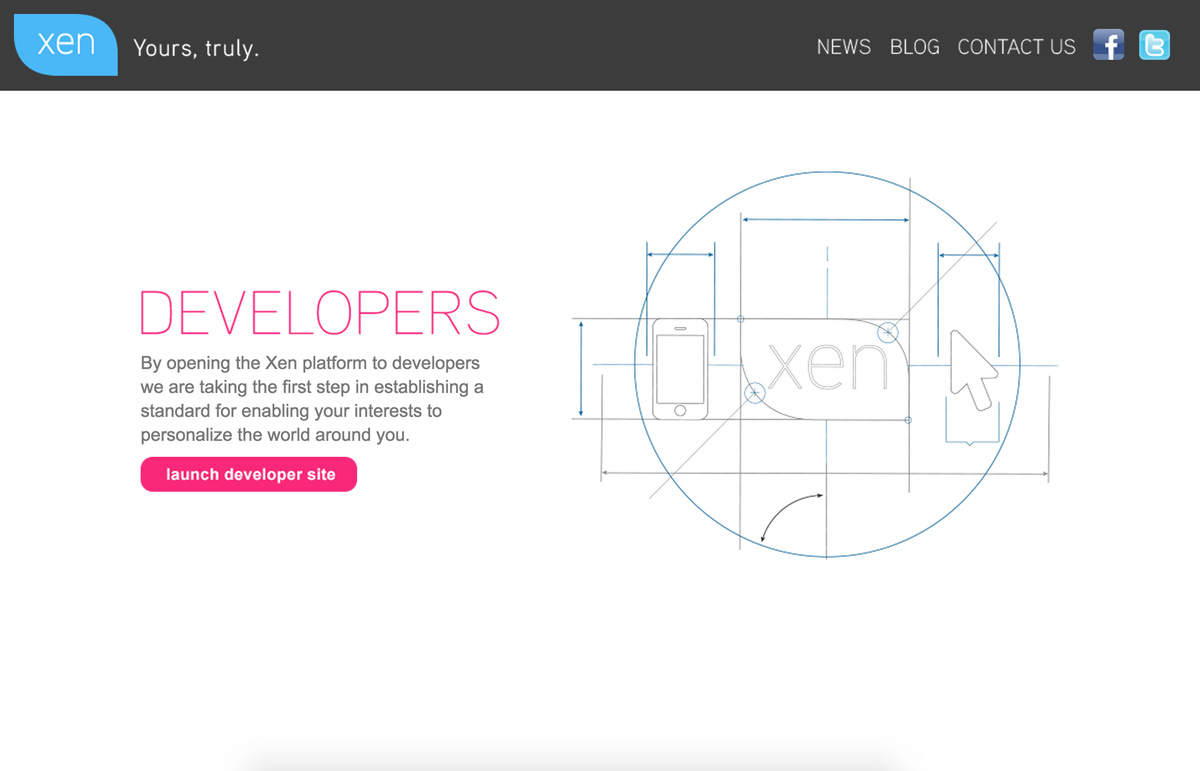 xen
Yours, truly.
NEWS BLOG CONTACT US
DEVELOPERS
By opening the Xen platform to developers
we are taking the first step in establishing a
standard for enabling your interests to
personalize the world around you.
launch developer site
xen